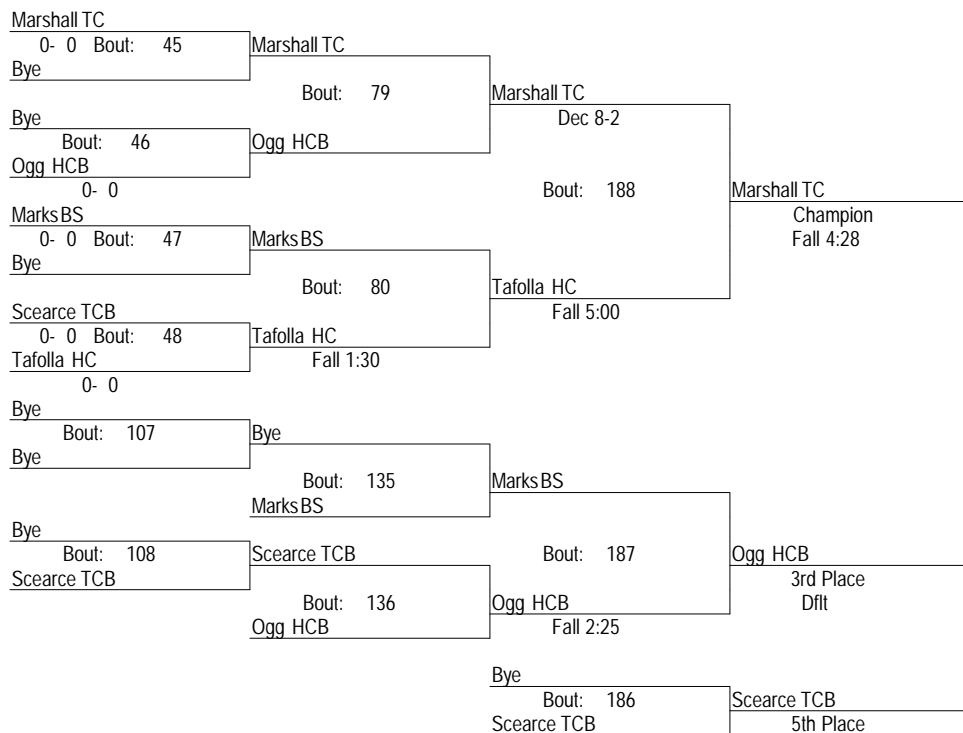 Marshall TC
0- 0 Bout: 45
Marshall TC
Bye
Bout: 79
Marshall TC
Bye
Dec 8-2
Bout: 46
Ogg HCB
Ogg HCB
0- 0
Bout: 188
Marshall TC
Marks BS
Champion
0- 0 Bout: 47
Marks BS
Fall 4:28
Bye
Bout: 80
Tafolla HC
Scearce TCB
Fall 5:00
0- 0 Bout: 48
Tafolla HC
Tafolla HC
Fall 1:30
0- 0
Bye
Bout: 107
Bye
Bye
Bout: 135
Marks BS
Marks BS
Bye
Bout: 108
Scearce TCB
Bout: 187
Ogg HCB
Scearce TCB
3rd Place
Bout: 136
Ogg HCB
Dflt
Ogg HCB
Fall 2:25
Bye
Bout: 186
Scearce TCB
Scearce TCB
5th Place